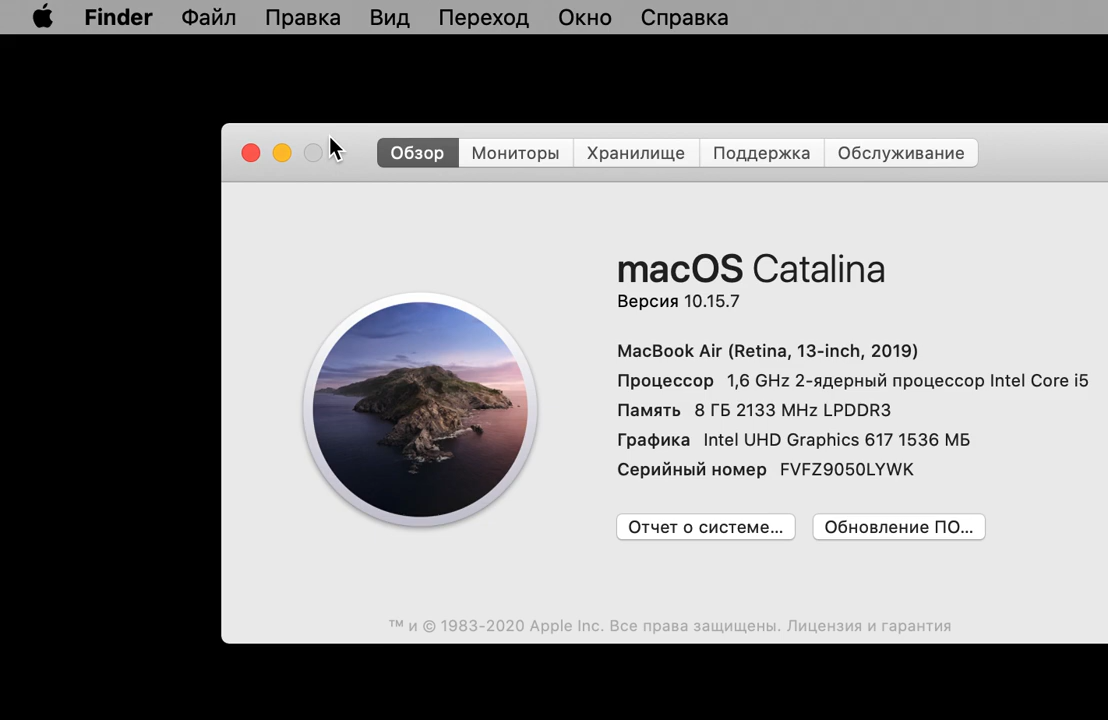 Finder Файл Правка Вид Переход Окно Справка
Обзор Мониторы Хранилище Поддержка Обслуживание
macOS Catalina
Версия 10.15.7
MacBook Air (Retina, 13-inch, 2019)
Процессор 1,6 GHz 2-ядерный процессор Intel Core i5
Память 8 ГБ 2133 MHz LPDDR3
Графика Intel UHD Graphics 617 1536 МБ
Серийный номер FVFZ9050LYWK
Отчет о системе... Обновление ПО...
™ и © 1983-2020 Apple Inc. Все права защищены. Лицензия и гарантия